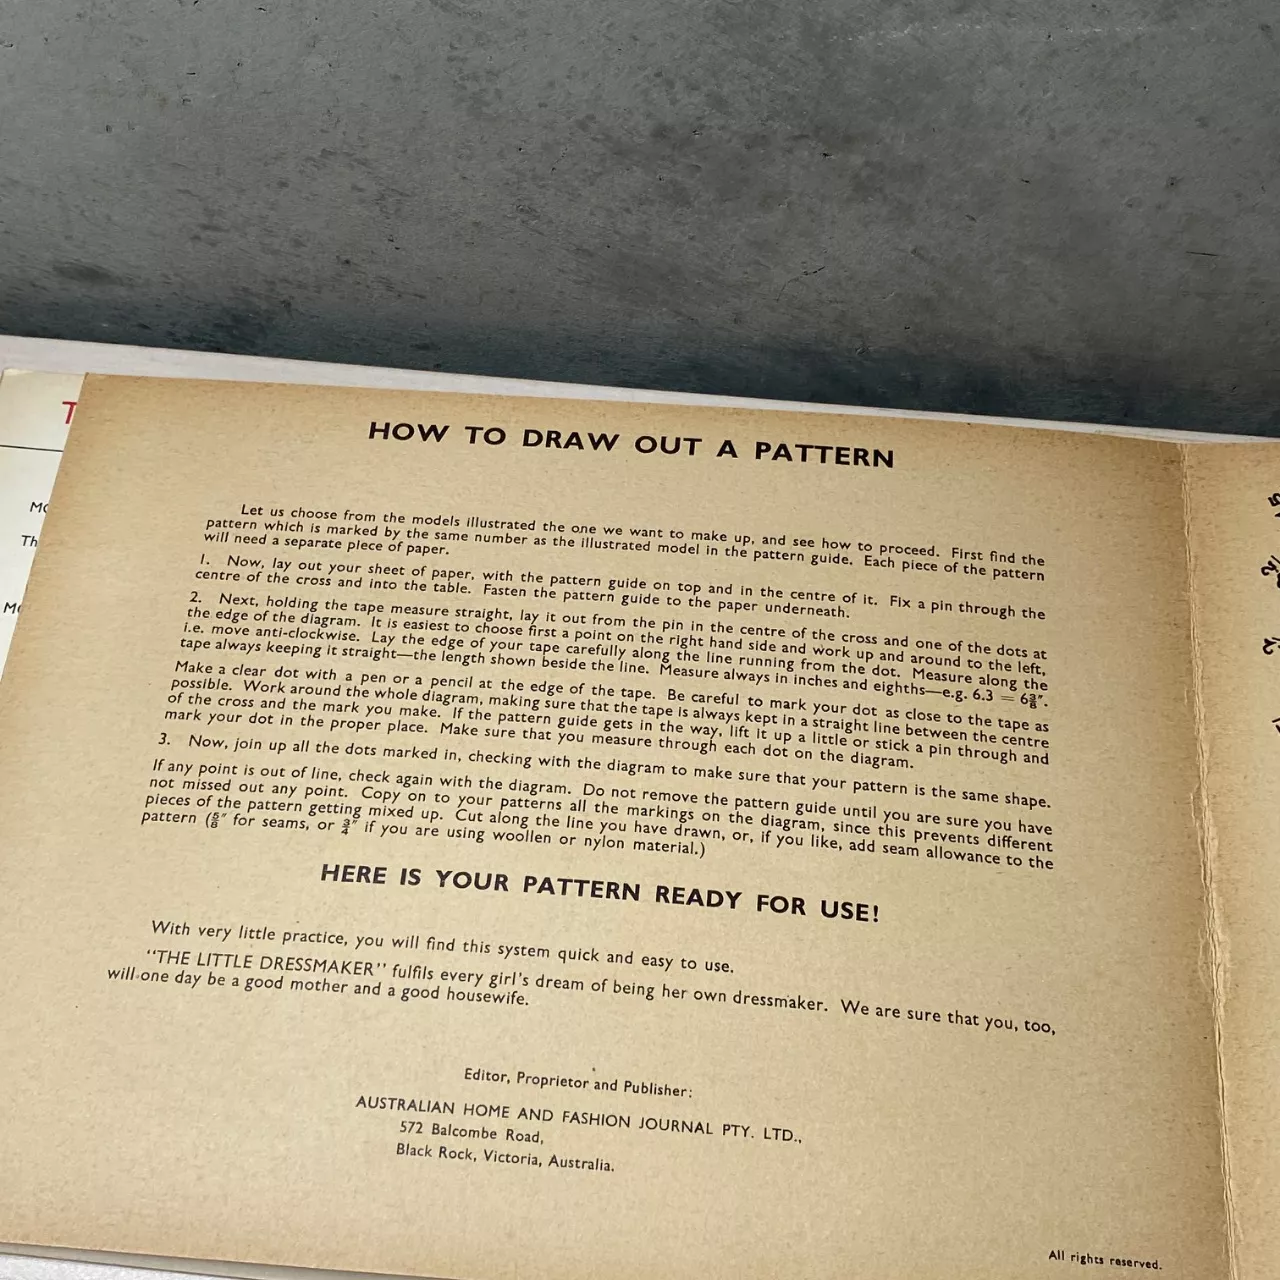 HOW TO DRAW OUT A PATTERN
Let us choose from the models illustrated the one we want to make up, and see how to proceed. First find the
pattern which is marked by the same number as the illustrated model in the pattern guide. Each piece of the pattern
will need a separate piece of paper.
1. Now, lay out your sheet of paper, with the pattern guide on top and in the centre of it. Fix a pin through the
centre of the cross and into the table. Fasten the pattern guide to the paper underneath.
2. Next, holding the tape measure straight, lay it out from the pin in the centre of the cross and one of the dots at
the edge of the diagram. It is easiest to choose first a point on the right hand side and work up and around to the left,
i.e. move anti-clockwise. Lay the edge of your tape carefully along the line running from the dot. Measure along the
tape always keeping it straight—the length shown beside the line. Measure always in inches and eighths—e.g. 6.3 = 6⅜″.
Make a clear dot with a pen or a pencil at the edge of the tape. Be careful to mark your dot as close to the tape as
possible. Work around the whole diagram, making sure that the tape is always kept in a straight line between the centre
of the cross and the mark you make. If the pattern guide gets in the way, lift it up a little or stick a pin through and
mark your dot in the proper place. Make sure that you measure through each dot on the diagram.
3. Now, join up all the dots marked in, checking with the diagram to make sure that your pattern is the same shape.
If any point is out of line, check again with the diagram. Do not remove the pattern guide until you are sure you have
not missed out any point. Copy on to your patterns all the markings on the diagram, since this prevents different
pieces of the pattern getting mixed up. Cut along the line you have drawn, or, if you like, add seam allowance to the
pattern (⅝″ for seams, or ¾″ if you are using woollen or nylon material.)
HERE IS YOUR PATTERN READY FOR USE!
With very little practice, you will find this system quick and easy to use.
"THE LITTLE DRESSMAKER" fulfils every girl's dream of being her own dressmaker. We are sure that you, too,
will one day be a good mother and a good housewife.
Editor, Proprietor and Publisher:
AUSTRALIAN HOME AND FASHION JOURNAL PTY. LTD.,
572 Balcombe Road,
Black Rock, Victoria, Australia.
All rights reserved.